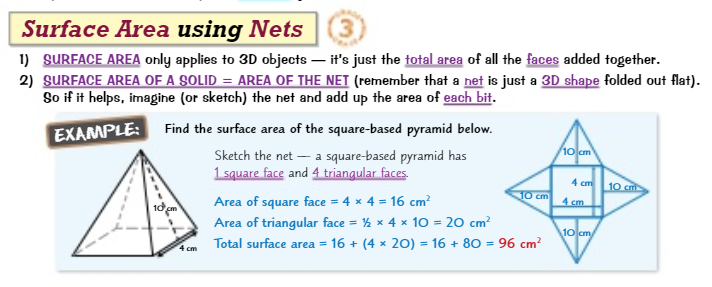 Surface Area using Nets 3
1) SURFACE AREA only applies to 3D objects — it's just the total area of all the faces added together.
2) SURFACE AREA OF A SOLID = AREA OF THE NET (remember that a net is just a 3D shape folded out flat).
So if it helps, imagine (or sketch) the net and add up the area of each bit.
EXAMPLE:
Find the surface area of the square-based pyramid below.
Sketch the net — a square-based pyramid has
1 square face and 4 triangular faces.
Area of square face = 4 × 4 = 16 cm²
Area of triangular face = ½ × 4 × 10 = 20 cm²
Total surface area = 16 + (4 × 20) = 16 + 80 = 96 cm²
10 cm
4 cm
10 cm
4 cm
10 cm
10 cm
4 cm
10 cm